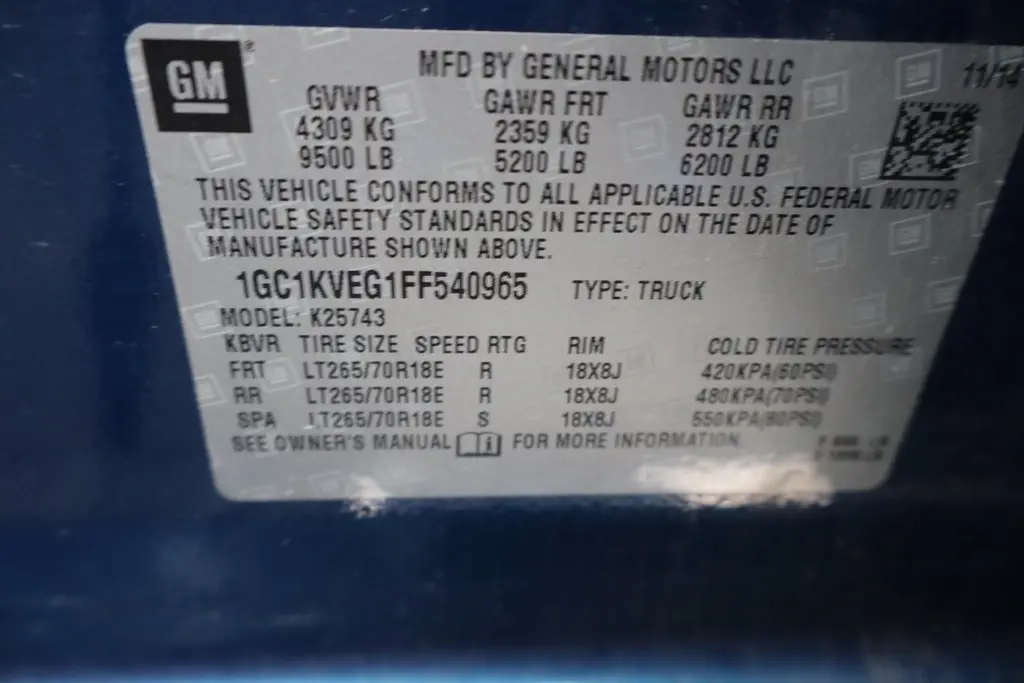 GM
MFD BY GENERAL MOTORS LLC 11/14
GVWR GAWR FRT GAWR RR
4309 KG 2359 KG 2812 KG
9500 LB 5200 LB 6200 LB
THIS VEHICLE CONFORMS TO ALL APPLICABLE U.S. FEDERAL MOTOR
VEHICLE SAFETY STANDARDS IN EFFECT ON THE DATE OF
MANUFACTURE SHOWN ABOVE.
1GC1KVEG1FF540965 TYPE: TRUCK
MODEL: K25743
KBVR TIRE SIZE SPEED RTG RIM COLD TIRE PRESSURE
FRT LT265/70R18E R 18X8J 420KPA(60PSI)
RR LT265/70R18E R 18X8J 480KPA(70PSI)
SPA LT265/70R18E S 18X8J 550KPA(80PSI)
SEE OWNER'S MANUAL FOR MORE INFORMATION